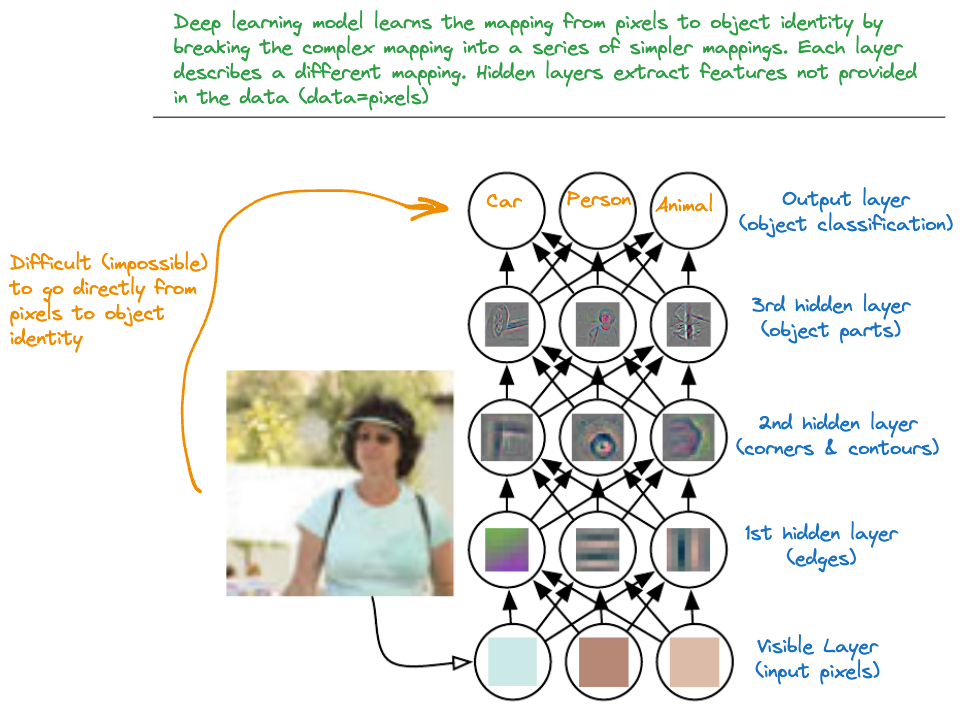 Deep learning model learns the mapping from pixels to object identity by
breaking the complex mapping into a series of simpler mappings. Each layer
describes a different mapping. Hidden layers extract features not provided
in the data (data=pixels)
Car
Person
Animal
Output layer
(object classification)
Difficult (impossible)
to go directly from
pixels to object
identity
3rd hidden layer
(object parts)
2nd hidden layer
(corners & contours)
1st hidden layer
(edges)
Visible Layer
(input pixels)